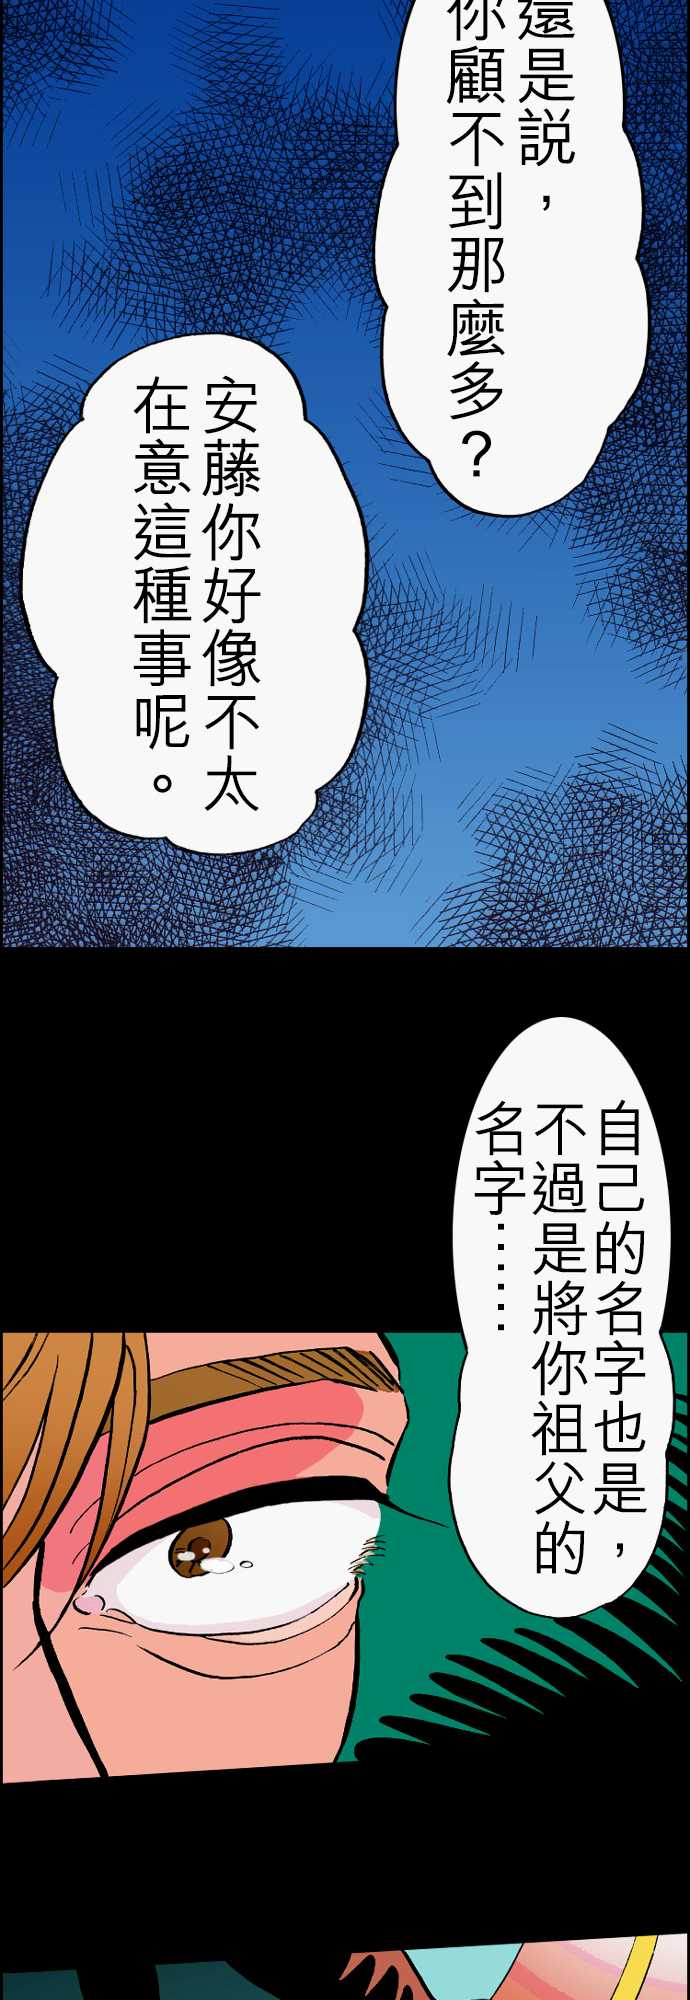 還是說，
你顧不到那麼多？
安藤你好像不太
在意這種事呢。
自己的名字也是，
不過是將你祖父的
名字……